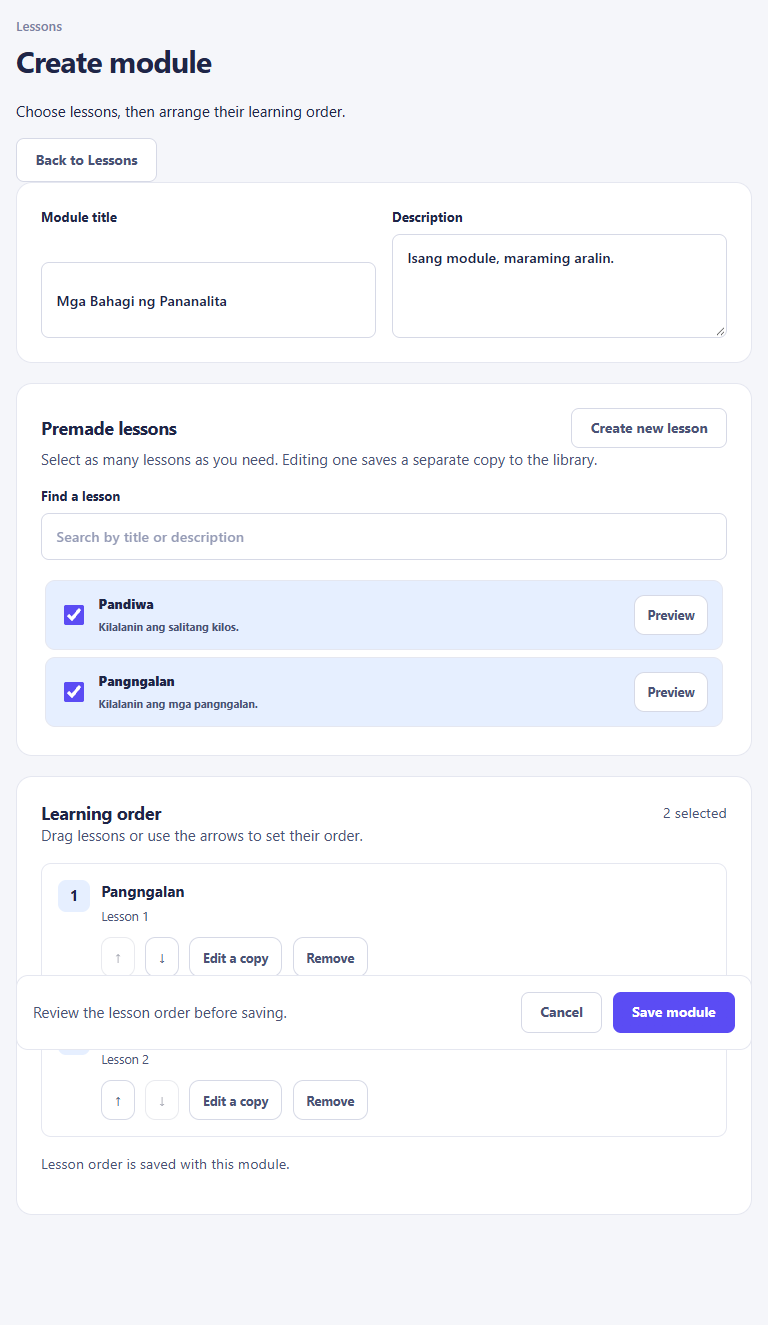 Lessons
Create module
Choose lessons, then arrange their learning order.
Back to Lessons
Module title
Description
Mga Bahagi ng Pananalita
Isang module, maraming aralin.
Premade lessons
Create new lesson
Select as many lessons as you need. Editing one saves a separate copy to the library.
Find a lesson
Search by title or description
Pandiwa
Kilalanin ang salitang kilos.
Preview
Pangngalan
Kilalanin ang mga pangngalan.
Preview
Learning order
2 selected
Drag lessons or use the arrows to set their order.
1
Pangngalan
Lesson 1
↑ ↓ Edit a copy Remove
Review the lesson order before saving.
Cancel
Save module
Lesson 2
↑ ↓ Edit a copy Remove
Lesson order is saved with this module.